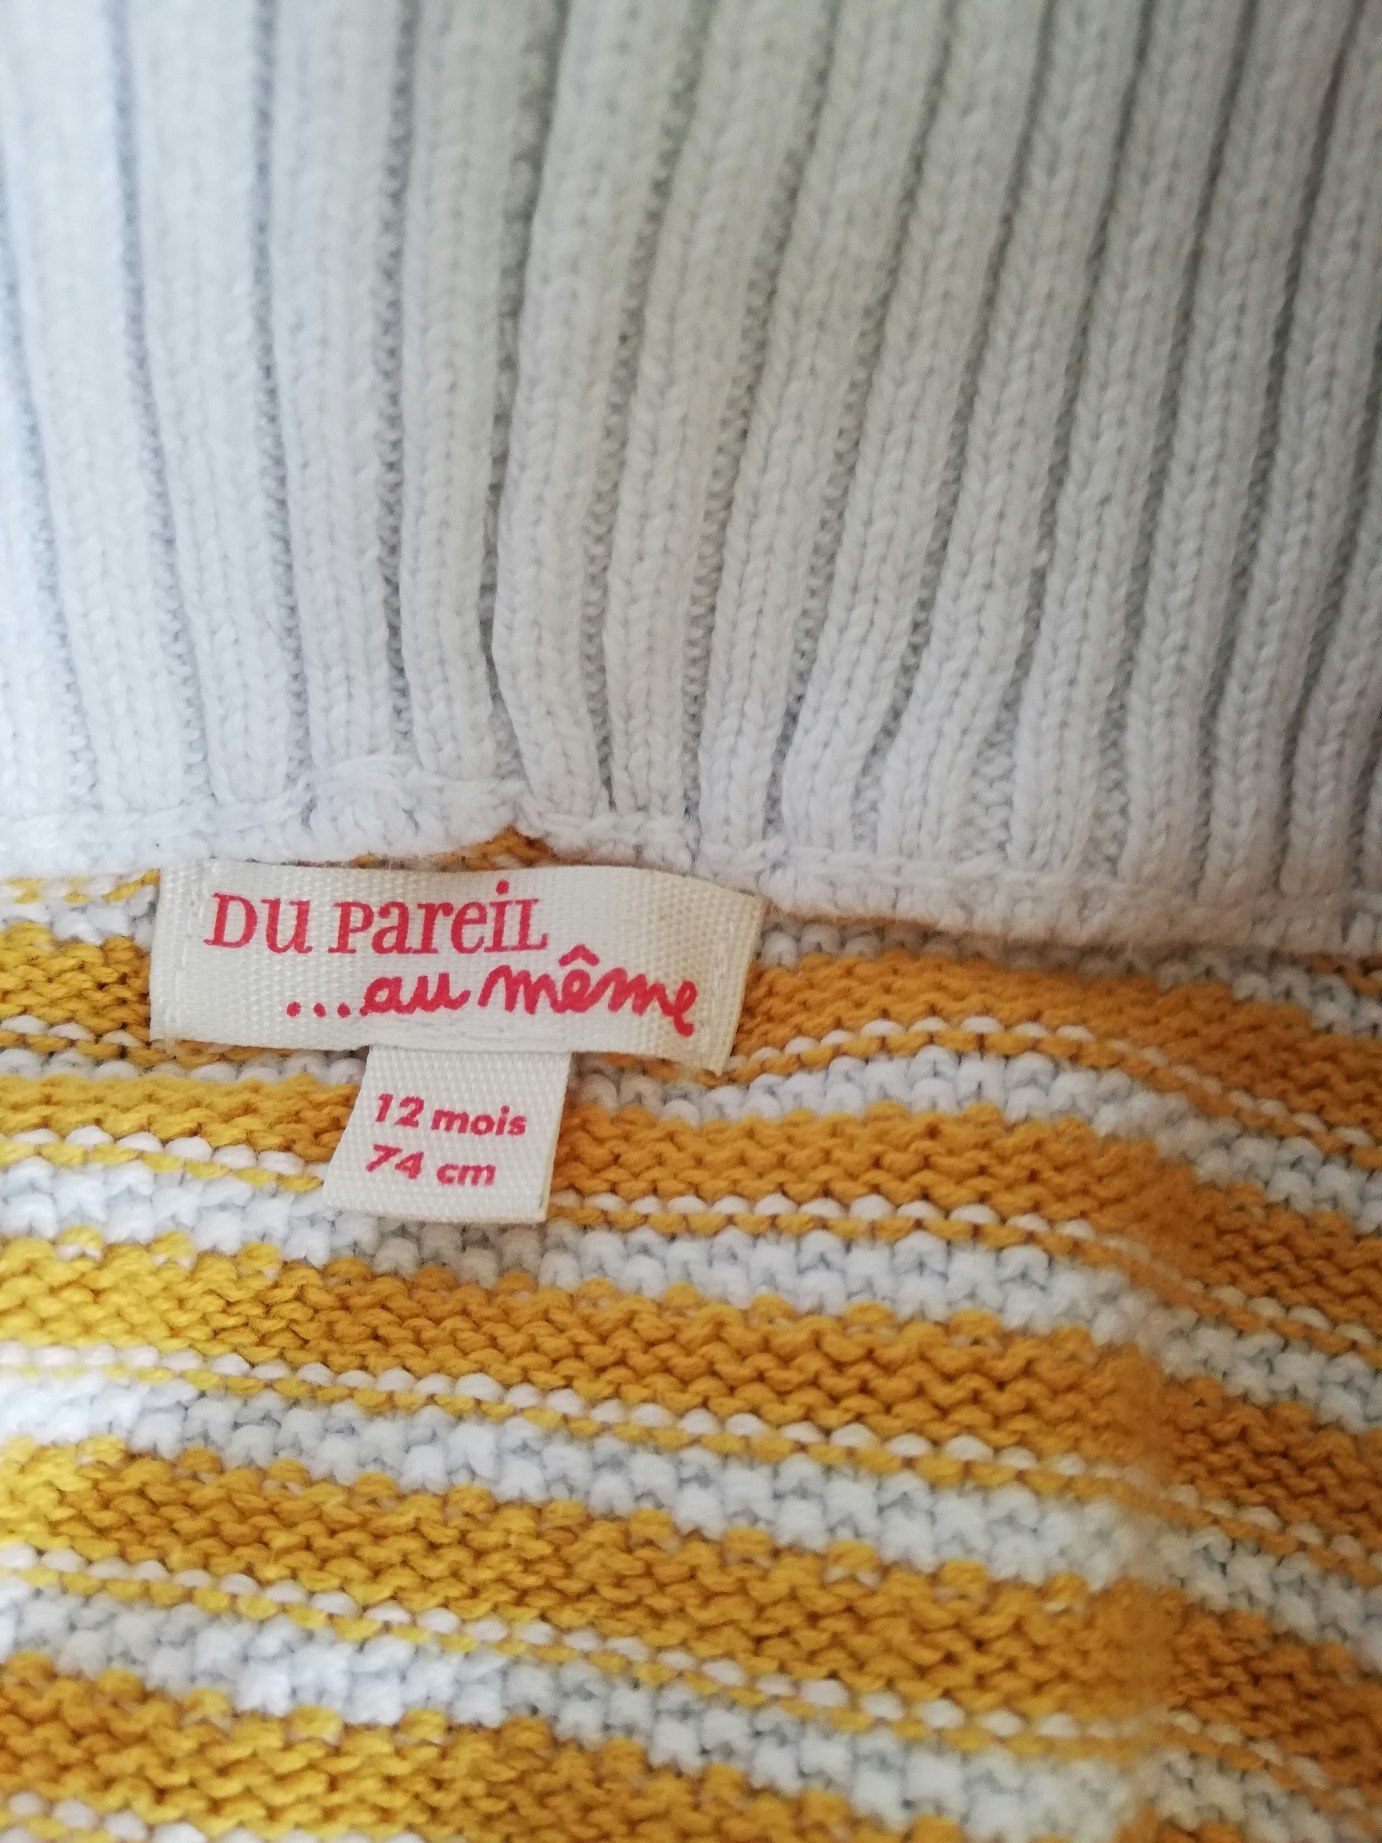 Du pareil
...au même
12 mois
74 cm